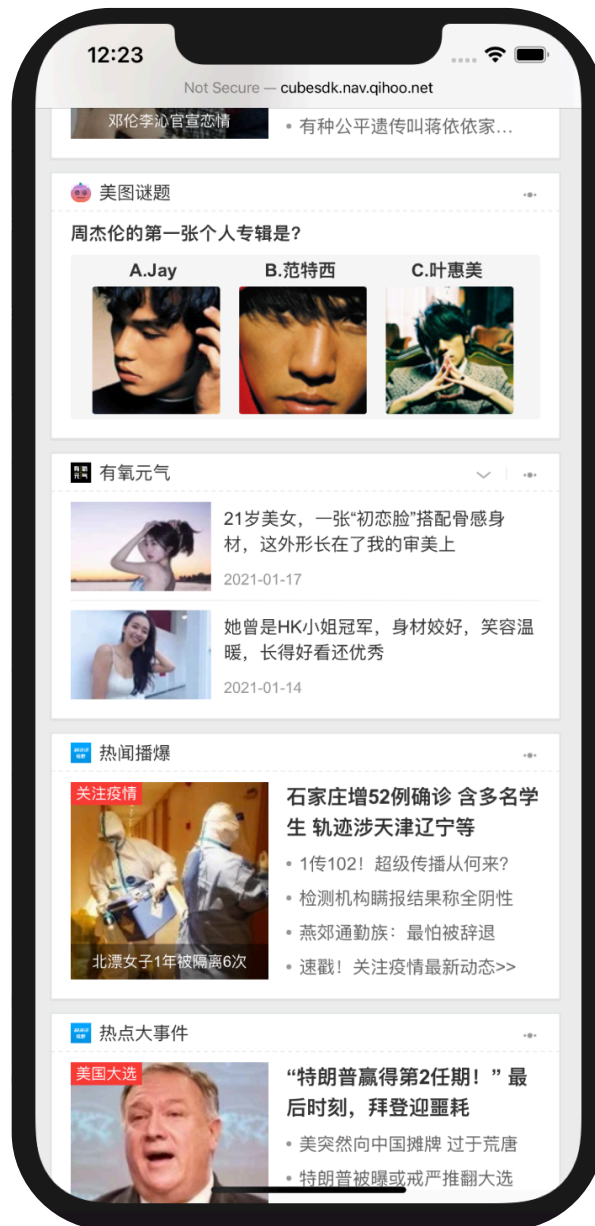 12:23
Not Secure — cubesdk.nav.qihoo.net
邓伦李沁官宣恋情
• 有种公平遗传叫蒋依依家…
美图谜题
周杰伦的第一张个人专辑是?
A.Jay
B.范特西
C.叶惠美
有氧元气
21岁美女，一张“初恋脸”搭配骨感身
材，这外形长在了我的审美上
2021-01-17
她曾是HK小姐冠军，身材姣好，笑容温
暖，长得好看还优秀
2021-01-14
热闻播爆
关注疫情
北漂女子1年被隔离6次
石家庄增52例确诊 含多名学
生 轨迹涉天津辽宁等
• 1传102！超级传播从何来?
• 检测机构瞒报结果称全阴性
• 燕郊通勤族：最怕被辞退
• 速戳！关注疫情最新动态>>
热点大事件
美国大选
“特朗普赢得第2任期！” 最
后时刻，拜登迎噩耗
• 美突然向中国摊牌 过于荒唐
• 特朗普被曝或戒严推翻大选